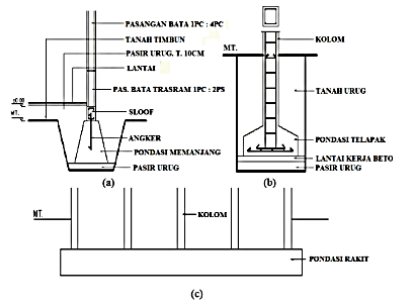 PASANGAN BATA 1PC : 4PC
TANAH TIMBUN
PASIR URUG. T. 10CM
LANTAI
PAS. BATA TRASRAM 1PC : 2PS
SLOOF
ANGKER
PONDASI MEMANJANG
PASIR URUG
MT.
(a)
KOLOM
MT.
TANAH URUG
PONDASI TELAPAK
LANTAI KERJA BETO
PASIR URUG
(b)
MT.
KOLOM
PONDASI RAKIT
(c)